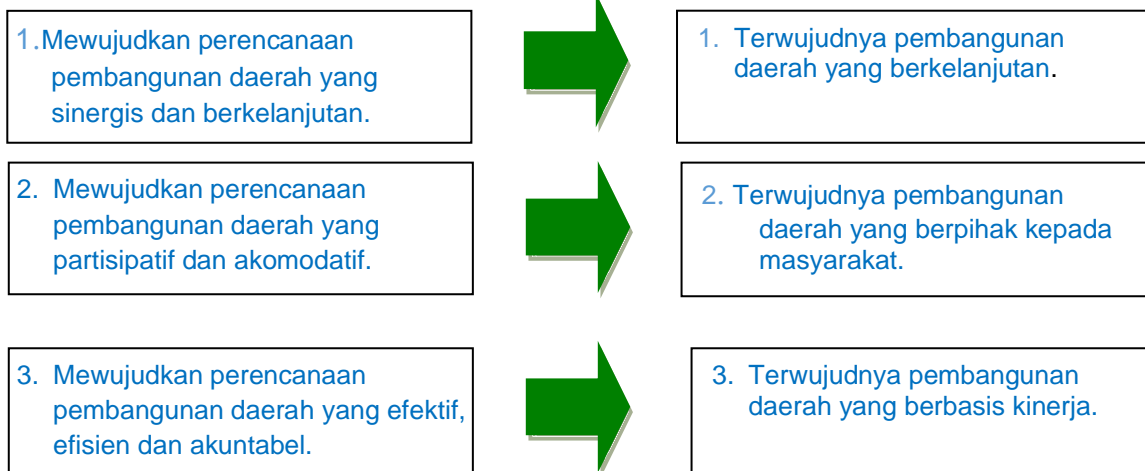 1.Mewujudkan perencanaan
pembangunan daerah yang
sinergis dan berkelanjutan.
1. Terwujudnya pembangunan
daerah yang berkelanjutan.
2. Mewujudkan perencanaan
pembangunan daerah yang
partisipatif dan akomodatif.
2. Terwujudnya pembangunan
daerah yang berpihak kepada
masyarakat.
3. Mewujudkan perencanaan
pembangunan daerah yang efektif,
efisien dan akuntabel.
3. Terwujudnya pembangunan
daerah yang berbasis kinerja.